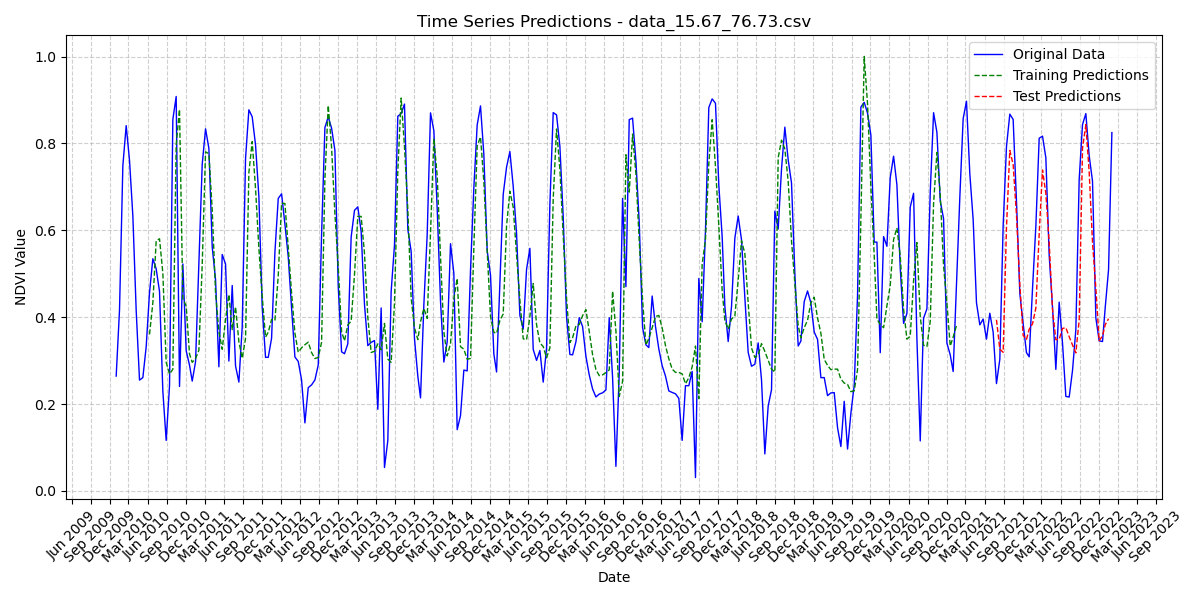 Time Series Predictions - data_15.67_76.73.csv
Original Data
Training Predictions
Test Predictions
NDVI Value
1.0
0.8
0.6
0.4
0.2
0.0
Jun 2009
Sep 2009
Dec 2009
Mar 2010
Jun 2010
Sep 2010
Dec 2010
Mar 2011
Jun 2011
Sep 2011
Dec 2011
Mar 2012
Jun 2012
Sep 2012
Dec 2012
Mar 2013
Jun 2013
Sep 2013
Dec 2013
Mar 2014
Jun 2014
Sep 2014
Dec 2014
Mar 2015
Jun 2015
Sep 2015
Dec 2015
Mar 2016
Jun 2016
Sep 2016
Dec 2016
Mar 2017
Jun 2017
Sep 2017
Dec 2017
Mar 2018
Jun 2018
Sep 2018
Dec 2018
Mar 2019
Jun 2019
Sep 2019
Dec 2019
Mar 2020
Jun 2020
Sep 2020
Dec 2020
Mar 2021
Jun 2021
Sep 2021
Dec 2021
Mar 2022
Jun 2022
Sep 2022
Dec 2022
Mar 2023
Jun 2023
Sep 2023
Date